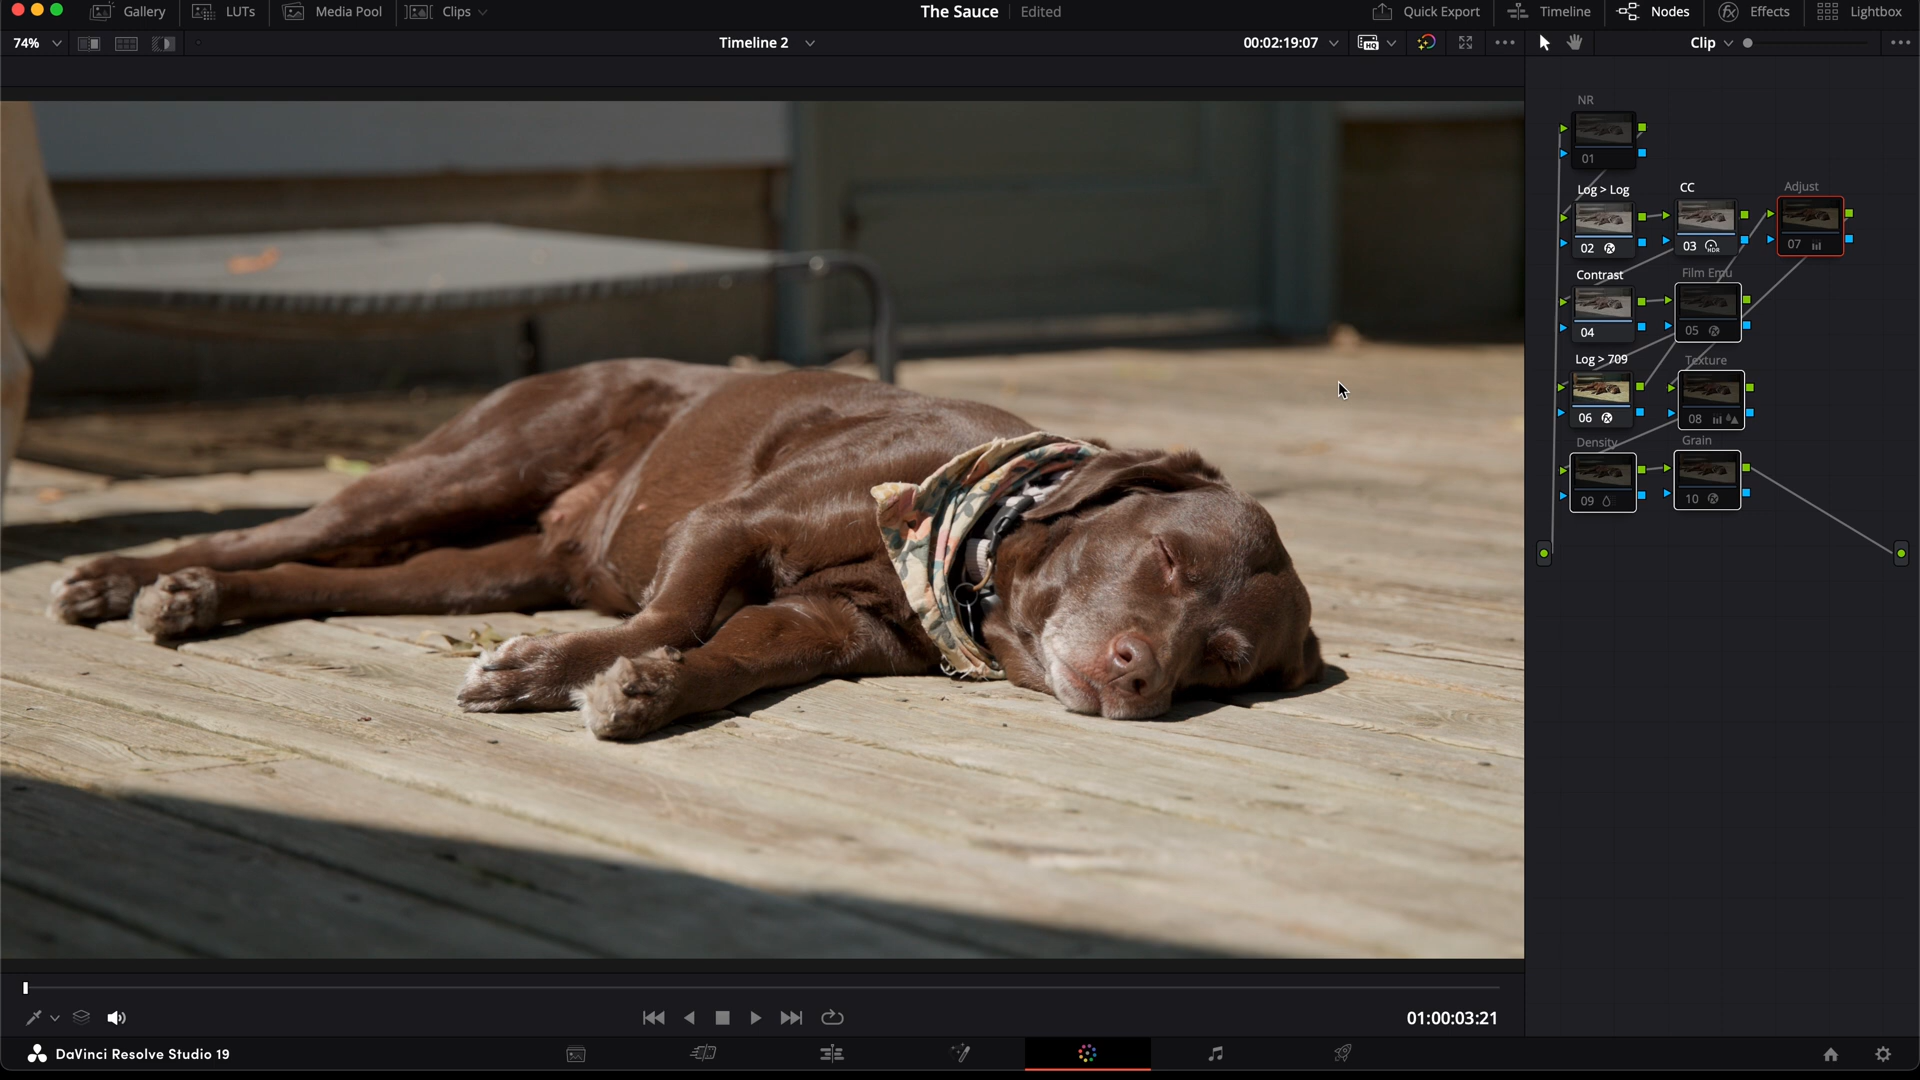 Gallery LUTs Media Pool Clips The Sauce Edited Quick Export Timeline Nodes Effects Lightbox
74% Timeline 2 00:02:19:07 HQ Clip
NR
01
Log > Log CC Adjust
02 03 HDR 07
Contrast Film Emu
04 05
Log > 709 Texture
06 08
Density Grain
09 10
01:00:03:21
DaVinci Resolve Studio 19